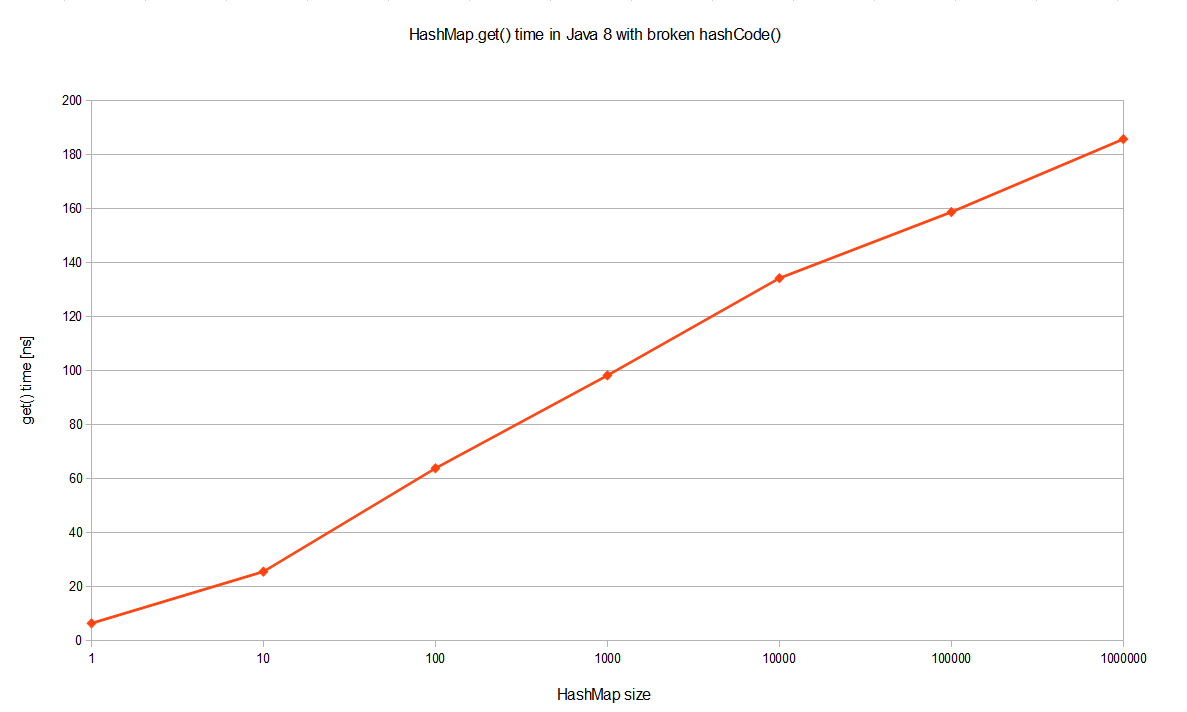 HashMap.get() time in Java 8 with broken hashCode()
200
180
160
140
120
100
80
60
40
20
0
get() time [ns]
1 10 100 1000 10000 100000 1000000
HashMap size